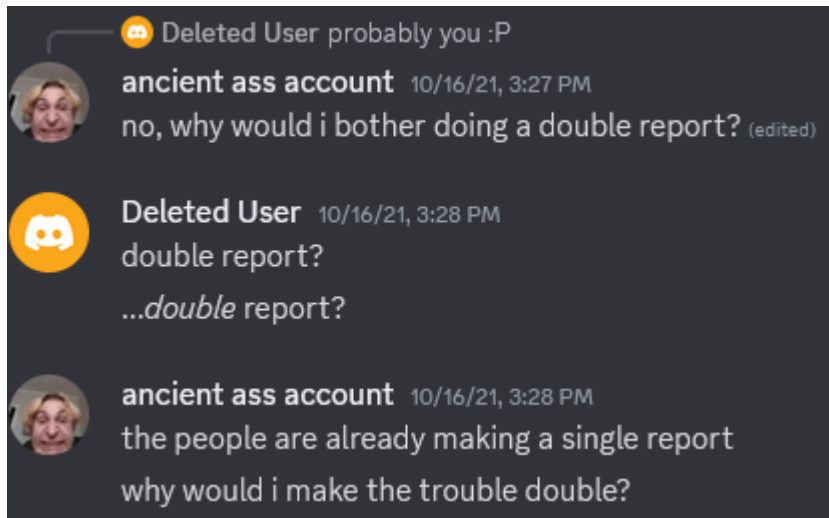 Deleted User probably you :P
ancient ass account 10/16/21, 3:27 PM
no, why would i bother doing a double report? (edited)
Deleted User 10/16/21, 3:28 PM
double report?
...double report?
ancient ass account 10/16/21, 3:28 PM
the people are already making a single report
why would i make the trouble double?